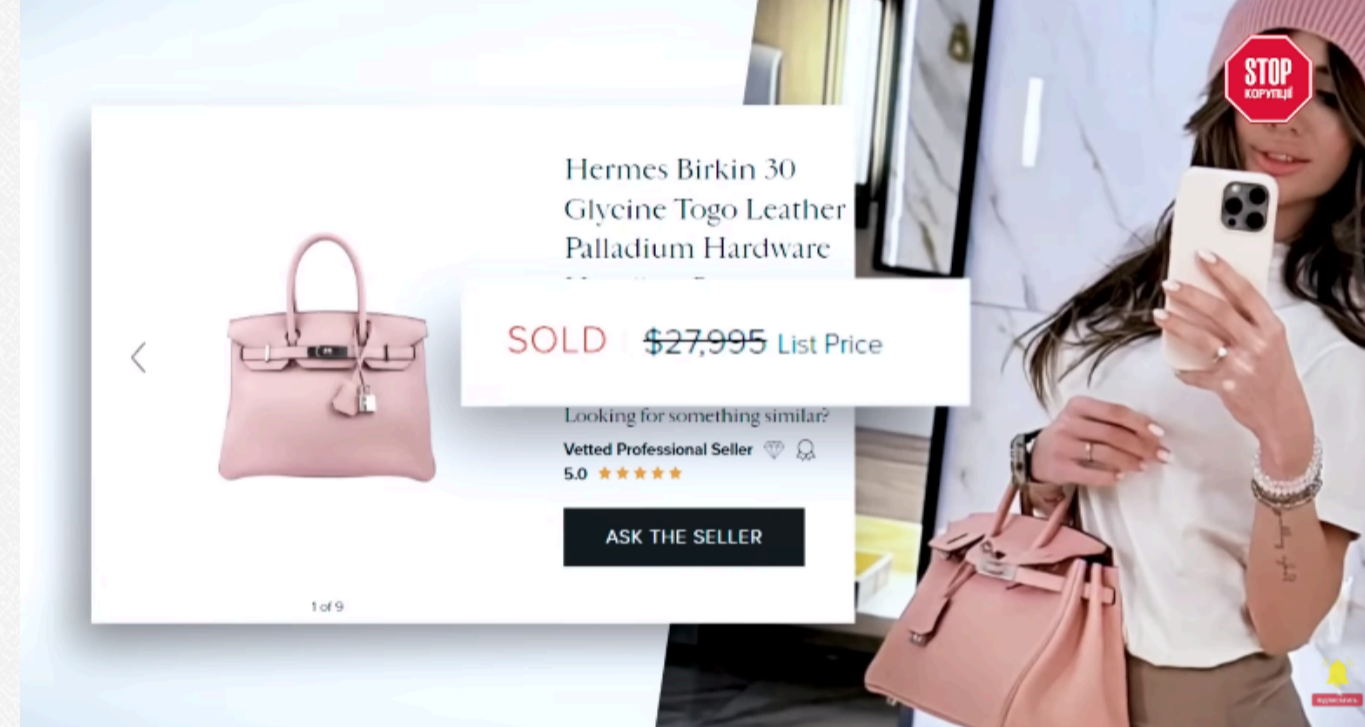 Hermes Birkin 30
Glycine Togo Leather
Palladium Hardware
SOLD $27,995 List Price
Looking for something similar?
Vetted Professional Seller
5.0
ASK THE SELLER
1 of 9
STOP
КОРУПЦІЇ